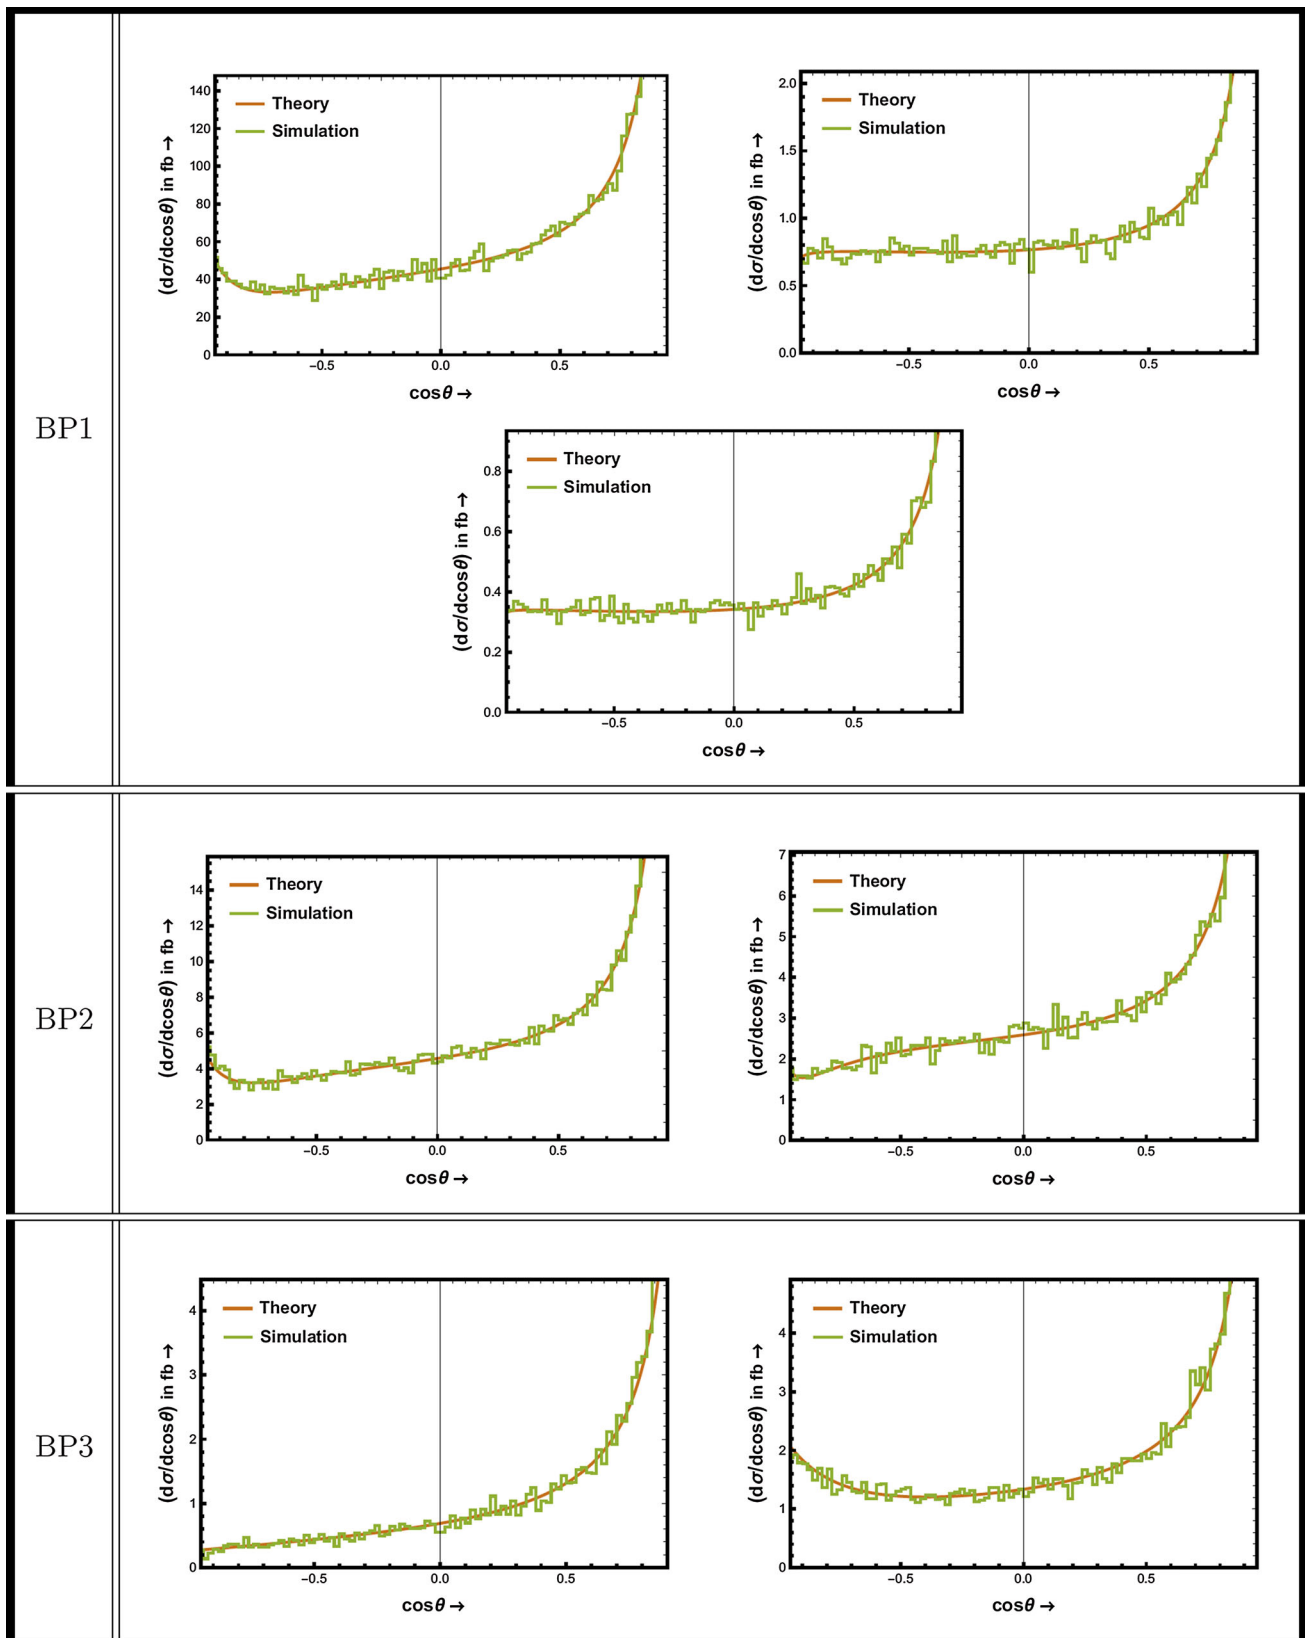 BP1
140
120
100
80
60
40
20
0
Theory
Simulation
(dσ/dcosθ) in fb →
−0.5 0.0 0.5
cosθ →
2.0
1.5
1.0
0.5
0.0
Theory
Simulation
(dσ/dcosθ) in fb →
−0.5 0.0 0.5
cosθ →
0.8
0.6
0.4
0.2
0.0
Theory
Simulation
(dσ/dcosθ) in fb →
−0.5 0.0 0.5
cosθ →
BP2
14
12
10
8
6
4
2
0
Theory
Simulation
(dσ/dcosθ) in fb →
−0.5 0.0 0.5
cosθ →
7
6
5
4
3
2
1
0
Theory
Simulation
(dσ/dcosθ) in fb →
−0.5 0.0 0.5
cosθ →
BP3
4
3
2
1
0
Theory
Simulation
(dσ/dcosθ) in fb →
−0.5 0.0 0.5
cosθ →
4
3
2
1
0
Theory
Simulation
(dσ/dcosθ) in fb →
−0.5 0.0 0.5
cosθ →